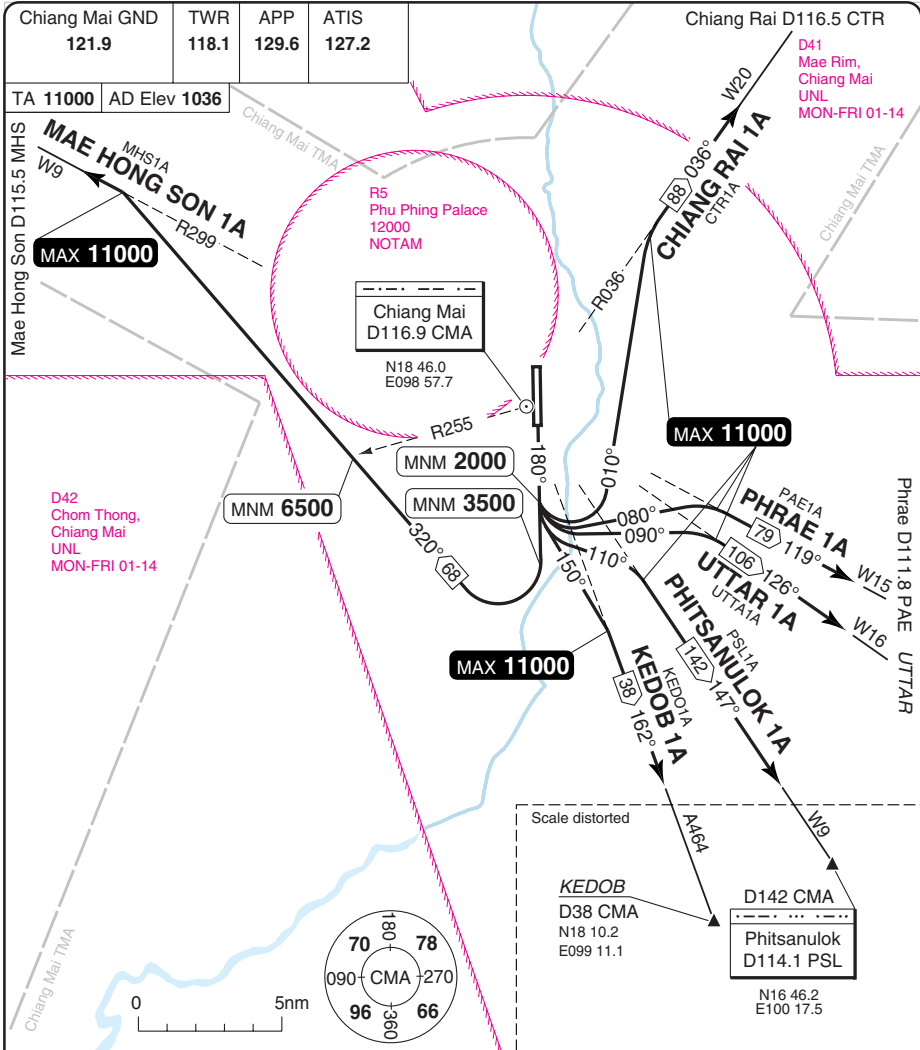 Chiang Mai GND
121.9
TWR
118.1
APP
129.6
ATIS
127.2
TA 11000
AD Elev 1036
Chiang Rai D116.5 CTR
D41
Mae Rim,
Chiang Mai
UNL
MON-FRI 01-14
W20
Chiang Mai TMA
Chiang Mai TMA
Mae Hong Son D115.5 MHS
W9
MAE HONG SON 1A
MHS1A
R299
MAX 11000
R5
Phu Phing Palace
12000
NOTAM
88 036°
CHIANG RAI 1A
CTR1A
R036
Chiang Mai
D116.9 CMA
N18 46.0
E098 57.7
R255
180°
010°
MAX 11000
MNM 2000
MNM 3500
MNM 6500
D42
Chom Thong,
Chiang Mai
UNL
MON-FRI 01-14
320°
68
080°
090°
110°
150°
PAE1A
PHRAE 1A
79 119°
W15
Phrae D111.8 PAE
106 126°
UTTAR 1A
UTTA1A
W16
UTTAR
PSL1A
PHITSANULOK 1A
142 147°
MAX 11000
KEDO1A
KEDOB 1A
38 162°
Scale distorted
A464
W9
KEDOB
D38 CMA
N18 10.2
E099 11.1
D142 CMA
Phitsanulok
D114.1 PSL
N16 46.2
E100 17.5
Chiang Mai TMA
0
5nm
180
70
78
090
CMA
270
96
66
360